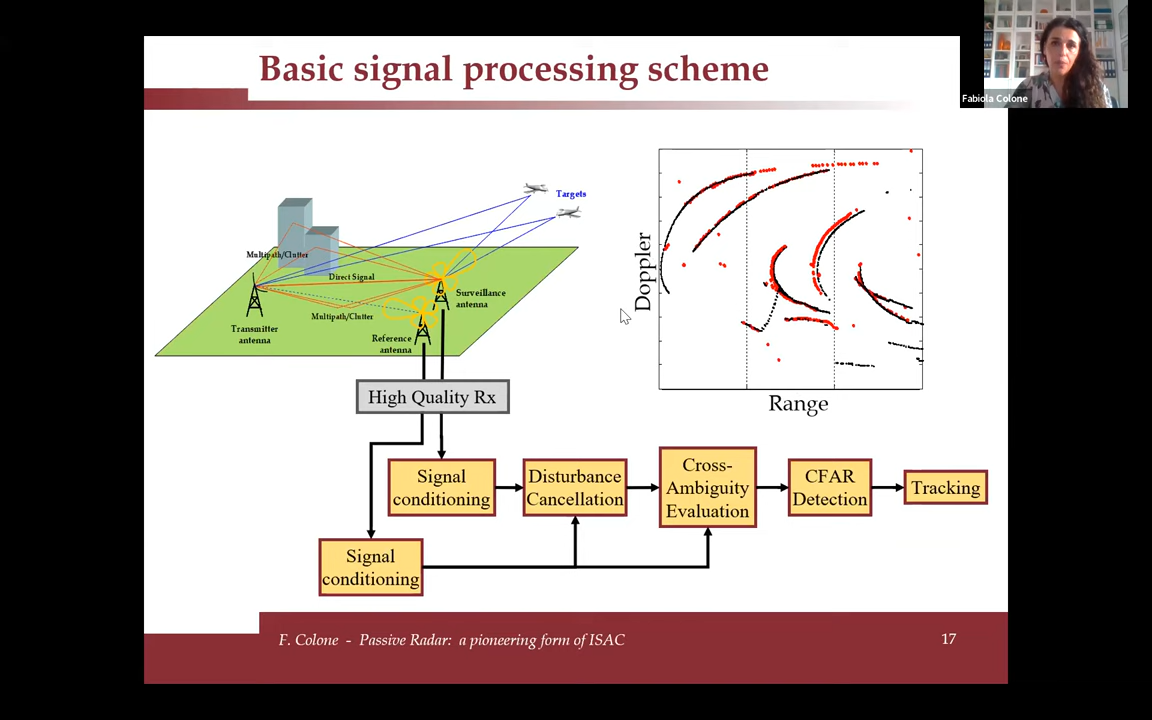 Basic signal processing scheme
Fabiola Colone
Targets
Multipath/Clutter
Direct Signal
Surveillance
antenna
Multipath/Clutter
Transmitter
antenna
Reference
antenna
Doppler
Range
High Quality Rx
Signal
conditioning
Disturbance
Cancellation
Cross-
Ambiguity
Evaluation
CFAR
Detection
Tracking
Signal
conditioning
F. Colone - Passive Radar: a pioneering form of ISAC
17